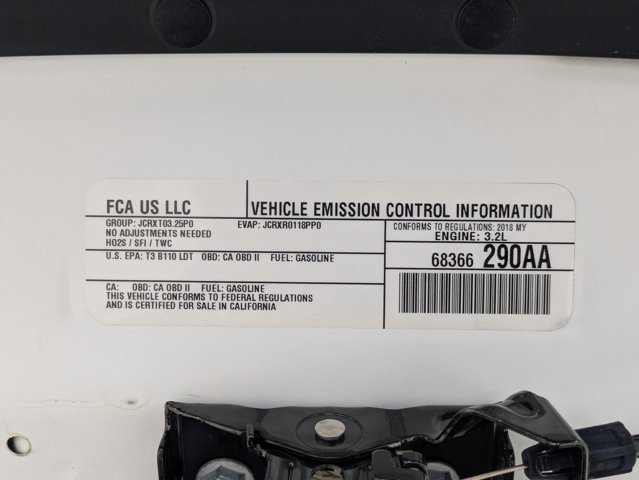 FCA US LLC
VEHICLE EMISSION CONTROL INFORMATION
GROUP: JCRXT03.25P0 EVAP: JCRXR0118PP0
NO ADJUSTMENTS NEEDED
HO2S / SFI / TWC
CONFORMS TO REGULATIONS: 2018 MY
ENGINE: 3.2L
U.S. EPA: T3 B110 LDT OBD: CA OBD II FUEL: GASOLINE
68366 290AA
CA: OBD: CA OBD II FUEL: GASOLINE
THIS VEHICLE CONFORMS TO FEDERAL REGULATIONS
AND IS CERTIFIED FOR SALE IN CALIFORNIA